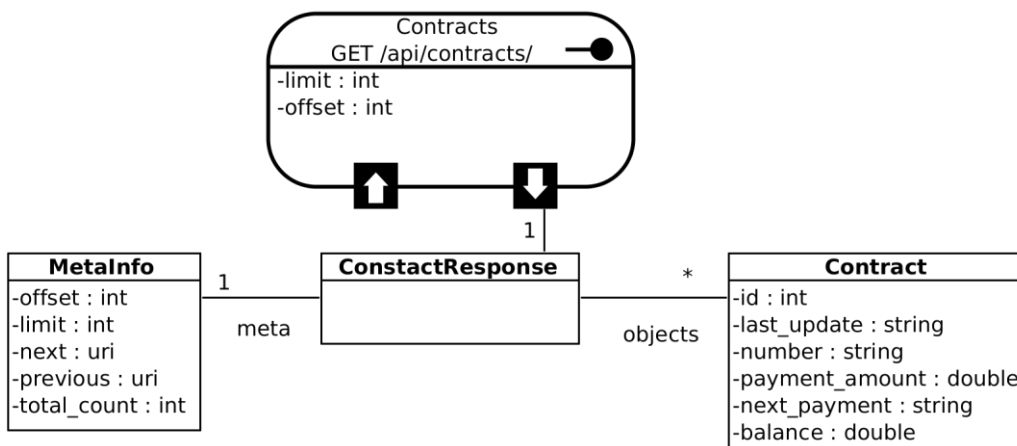 Contracts
GET /api/contracts/
-limit : int
-offset : int
1
MetaInfo
-offset : int
-limit : int
-next : uri
-previous : uri
-total_count : int
1
meta
ConstactResponse
*
objects
Contract
-id : int
-last_update : string
-number : string
-payment_amount : double
-next_payment : string
-balance : double